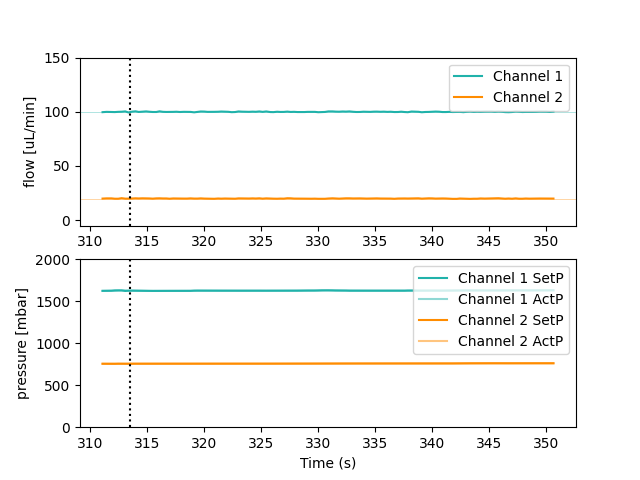 150
100
50
0
flow [uL/min]
Channel 1
Channel 2
310 315 320 325 330 335 340 345 350
2000
1500
1000
500
0
pressure [mbar]
Channel 1 SetP
Channel 1 ActP
Channel 2 SetP
Channel 2 ActP
310 315 320 325 330 335 340 345 350
Time (s)